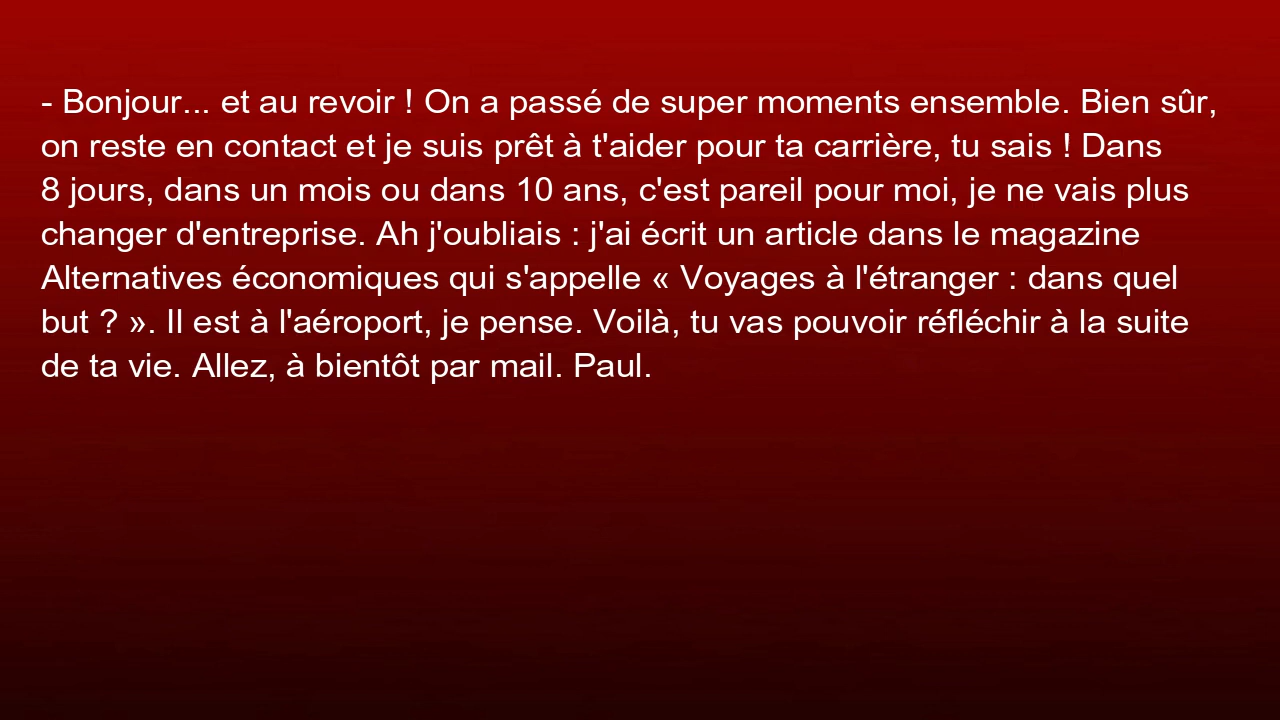 - Bonjour... et au revoir ! On a passé de super moments ensemble. Bien sûr,
on reste en contact et je suis prêt à t'aider pour ta carrière, tu sais ! Dans
8 jours, dans un mois ou dans 10 ans, c'est pareil pour moi, je ne vais plus
changer d'entreprise. Ah j'oubliais : j'ai écrit un article dans le magazine
Alternatives économiques qui s'appelle « Voyages à l'étranger : dans quel
but ? ». Il est à l'aéroport, je pense. Voilà, tu vas pouvoir réfléchir à la suite
de ta vie. Allez, à bientôt par mail. Paul.